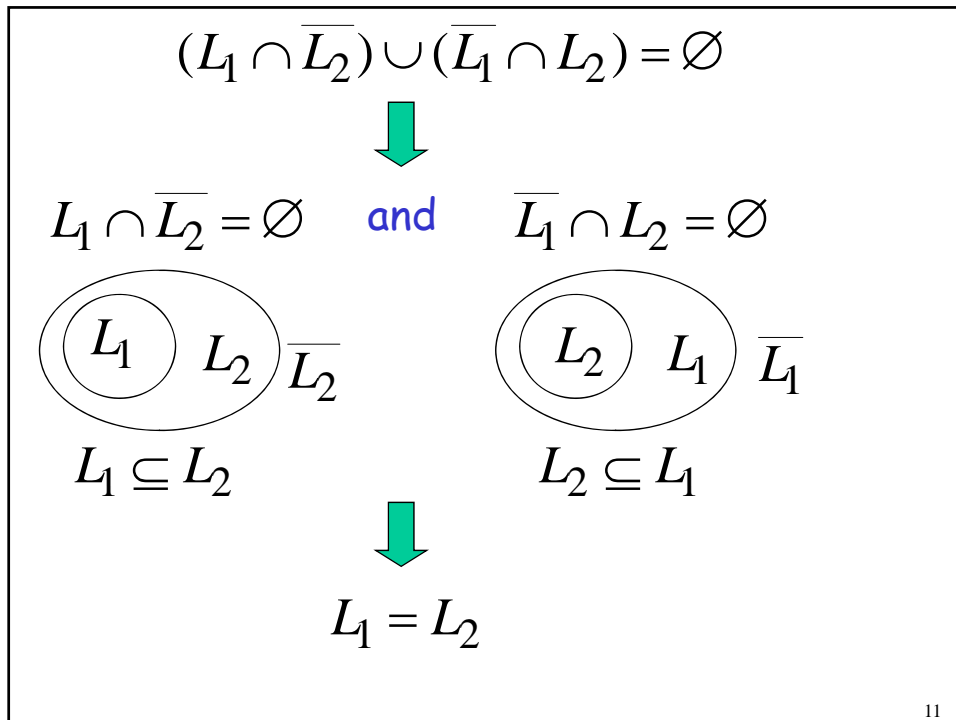 (L₁ ∩ L̅₂) ∪ (L̅₁ ∩ L₂) = ∅
L₁ ∩ L̅₂ = ∅ and L̅₁ ∩ L₂ = ∅
L₁ L₂ L̅₂ L₂ L₁ L̅₁
L₁ ⊆ L₂ L₂ ⊆ L₁
L₁ = L₂
11